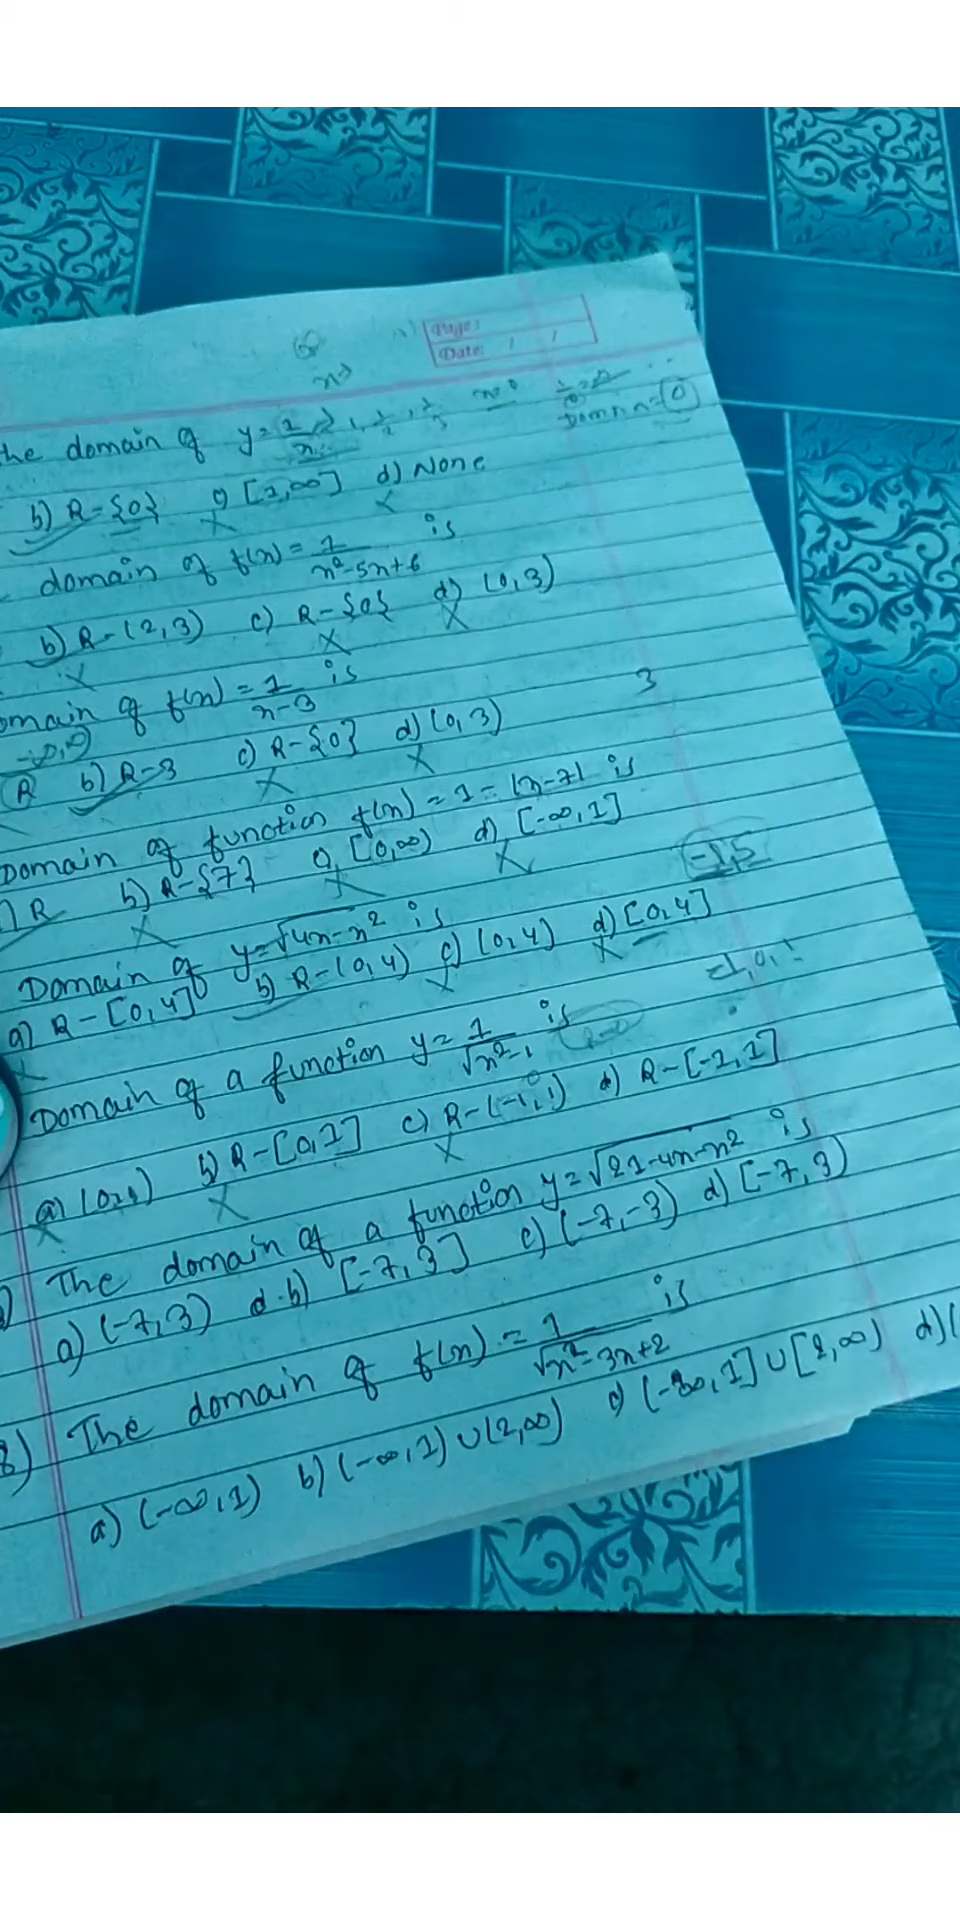 Page:
Date: / /
the domain of y = 1/x
b) R-{0} c) [1,∞] d) None
domain of f(x) = 1/x²-5x+6 is
b) R-(2,3) c) R-{0} d) (0,3)
omain of f(x) = 1/x-3 is
3
R b) R-3 c) R-{0} d) (0,3)
Domain of function f(x) = 1-|x-7| is
R b) R-{7} c) [0,∞) d) [-∞,1]
-1,5
Domain of y=√4x-x² is
a) R-[0,4] b) R-(0,4) c) (0,4) d) [0,4]
Domain of a function y= 1/√x²-1 is
a) (0,1) b) R-[0,1] c) R-(-1,1) d) R-[-1,1]
The domain of a function y=√21-4x-x² is
a) (-7,3) b) [-7,3] c) (-7,-3) d) [-7,3)
8) The domain of f(x) = 1/√x²-3x+2 is
a) (-∞,1) b) (-∞,1)∪(2,∞) c) (-∞,1]∪[2,∞) d) (